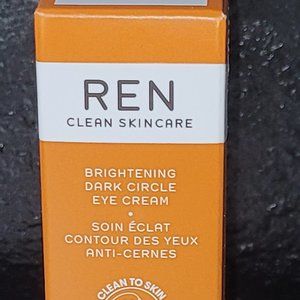 REN
CLEAN SKINCARE
BRIGHTENING
DARK CIRCLE
EYE CREAM
•
SOIN ÉCLAT
CONTOUR DES YEUX
ANTI-CERNES
CLEAN TO SKIN